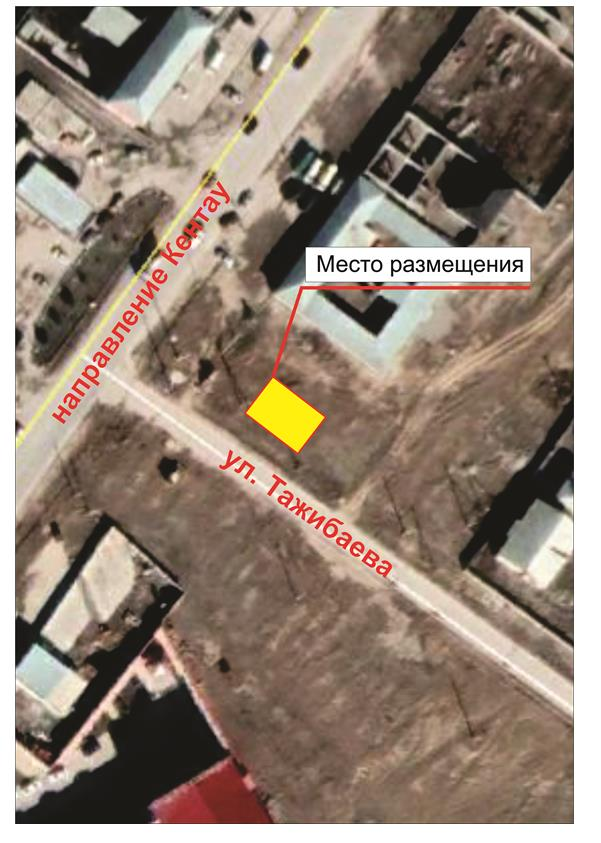 направление Кентау
Место размещения
ул. Тажибаева